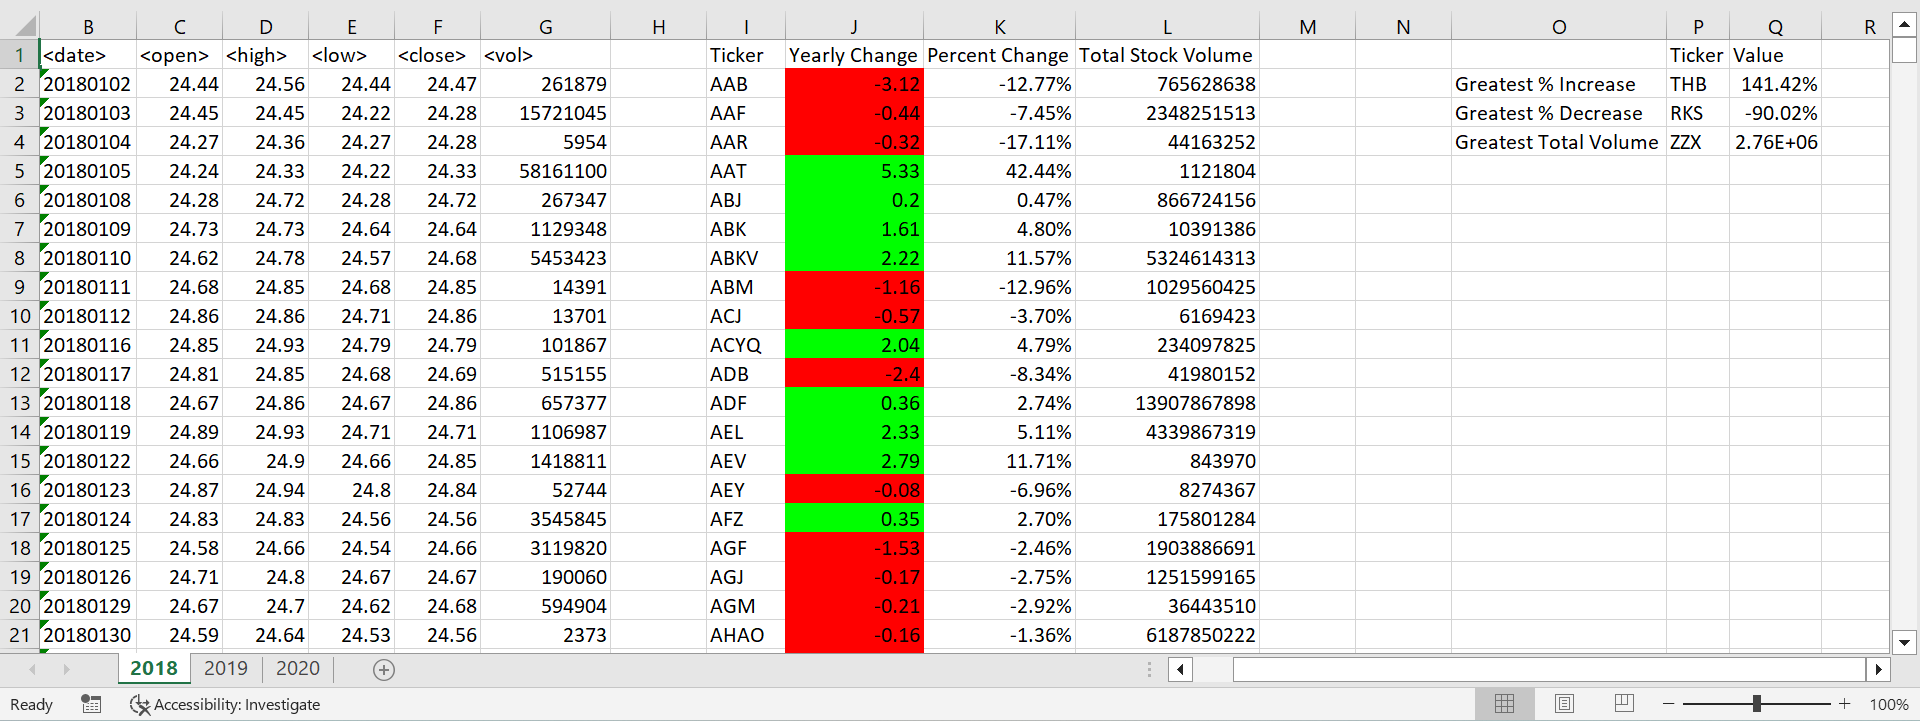 B C D E F G H I J K L M N O P Q R
1 <date> <open> <high> <low> <close> <vol> Ticker Yearly Change Percent Change Total Stock Volume Ticker Value
2 20180102 24.44 24.56 24.44 24.47 261879 AAB -3.12 -12.77% 765628638 Greatest % Increase THB 141.42%
3 20180103 24.45 24.45 24.22 24.28 15721045 AAF -0.44 -7.45% 2348251513 Greatest % Decrease RKS -90.02%
4 20180104 24.27 24.36 24.27 24.28 5954 AAR -0.32 -17.11% 44163252 Greatest Total Volume ZZX 2.76E+06
5 20180105 24.24 24.33 24.22 24.33 58161100 AAT 5.33 42.44% 1121804
6 20180108 24.28 24.72 24.28 24.72 267347 ABJ 0.2 0.47% 866724156
7 20180109 24.73 24.73 24.64 24.64 1129348 ABK 1.61 4.80% 10391386
8 20180110 24.62 24.78 24.57 24.68 5453423 ABKV 2.22 11.57% 5324614313
9 20180111 24.68 24.85 24.68 24.85 14391 ABM -1.16 -12.96% 1029560425
10 20180112 24.86 24.86 24.71 24.86 13701 ACJ -0.57 -3.70% 6169423
11 20180116 24.85 24.93 24.79 24.79 101867 ACYQ 2.04 4.79% 234097825
12 20180117 24.81 24.85 24.68 24.69 515155 ADB -2.4 -8.34% 41980152
13 20180118 24.67 24.86 24.67 24.86 657377 ADF 0.36 2.74% 13907867898
14 20180119 24.89 24.93 24.71 24.71 1106987 AEL 2.33 5.11% 4339867319
15 20180122 24.66 24.9 24.66 24.85 1418811 AEV 2.79 11.71% 843970
16 20180123 24.87 24.94 24.8 24.84 52744 AEY -0.08 -6.96% 8274367
17 20180124 24.83 24.83 24.56 24.56 3545845 AFZ 0.35 2.70% 175801284
18 20180125 24.58 24.66 24.54 24.66 3119820 AGF -1.53 -2.46% 1903886691
19 20180126 24.71 24.8 24.67 24.67 190060 AGJ -0.17 -2.75% 1251599165
20 20180129 24.67 24.7 24.62 24.68 594904 AGM -0.21 -2.92% 36443510
21 20180130 24.59 24.64 24.53 24.56 2373 AHAO -0.16 -1.36% 6187850222
2018 2019 2020
Ready Accessibility: Investigate 100%